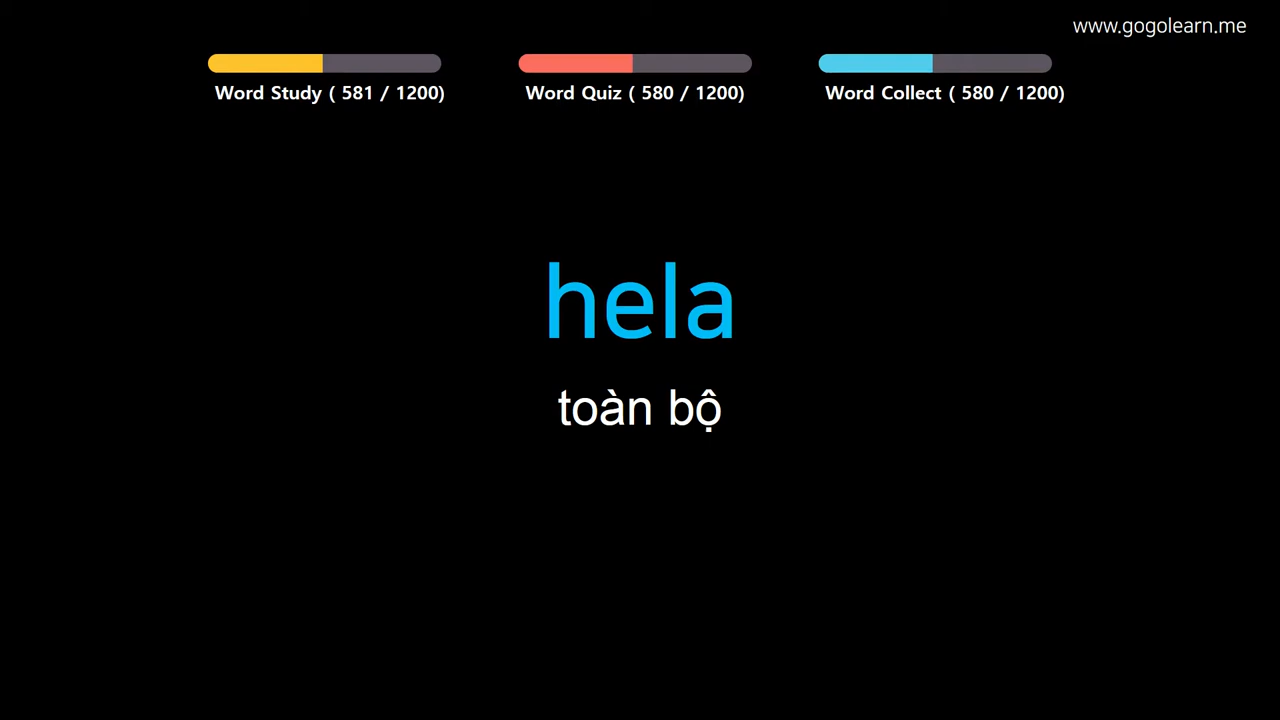 www.gogolearn.me
Word Study ( 581 / 1200)
Word Quiz ( 580 / 1200)
Word Collect ( 580 / 1200)
hela
toàn bộ